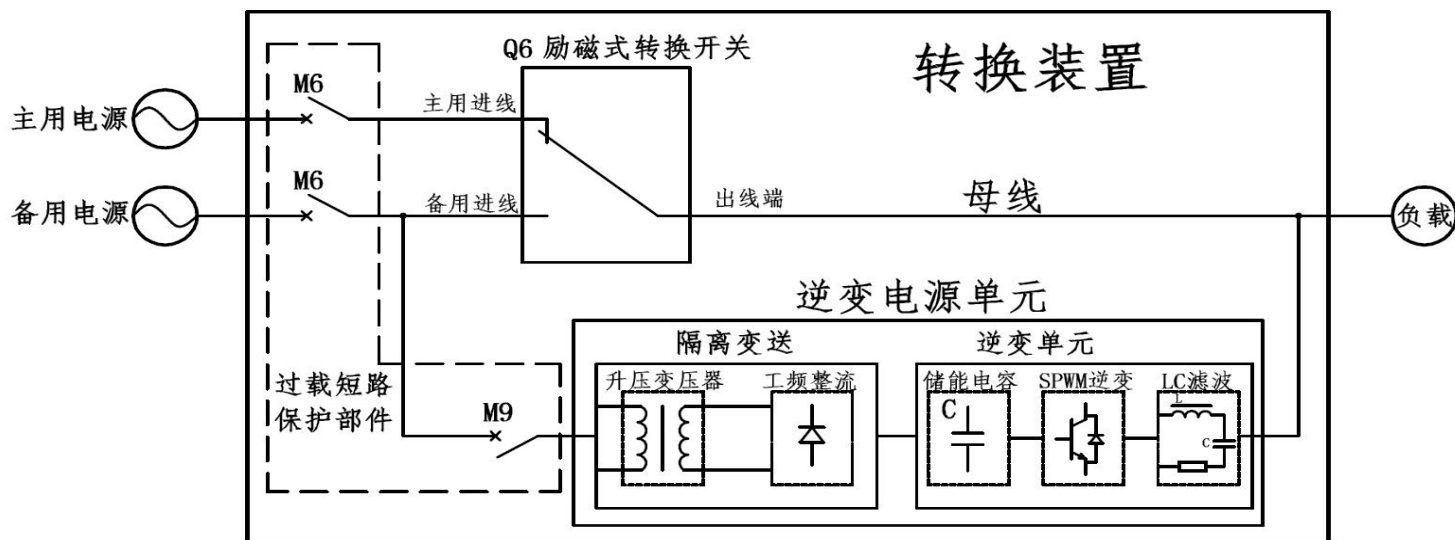 Q6 励磁式转换开关
转换装置
M6
主用进线
主用电源
M6
备用进线
出线端
母线
备用电源
负载
逆变电源单元
隔离变送
逆变单元
过载短路
保护部件
M9
升压变压器
工频整流
储能电容
SPWM逆变
LC滤波
C
L
C